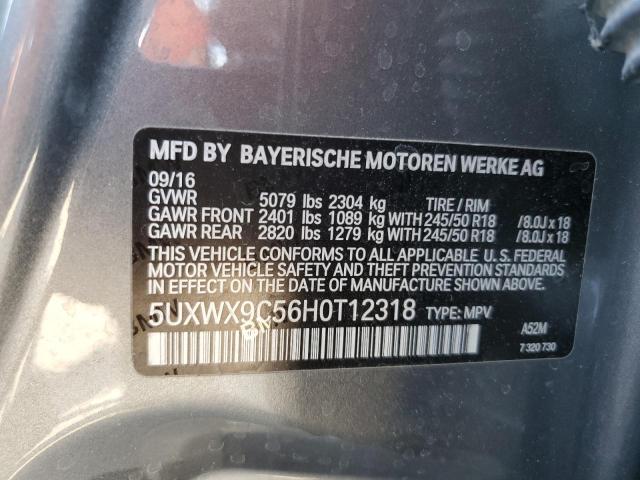 MFD BY BAYERISCHE MOTOREN WERKE AG
09/16
GVWR 5079 lbs 2304 kg TIRE / RIM
GAWR FRONT 2401 lbs 1089 kg WITH 245/50 R18 /8.0J x 18
GAWR REAR 2820 lbs 1279 kg WITH 245/50 R18 /8.0J x 18
THIS VEHICLE CONFORMS TO ALL APPLICABLE U. S. FEDERAL
MOTOR VEHICLE SAFETY AND THEFT PREVENTION STANDARDS
IN EFFECT ON THE DATE OF MANUFACTURE SHOWN ABOVE.
5UXWX9C56H0T12318 TYPE: MPV
A52M
7 320 730